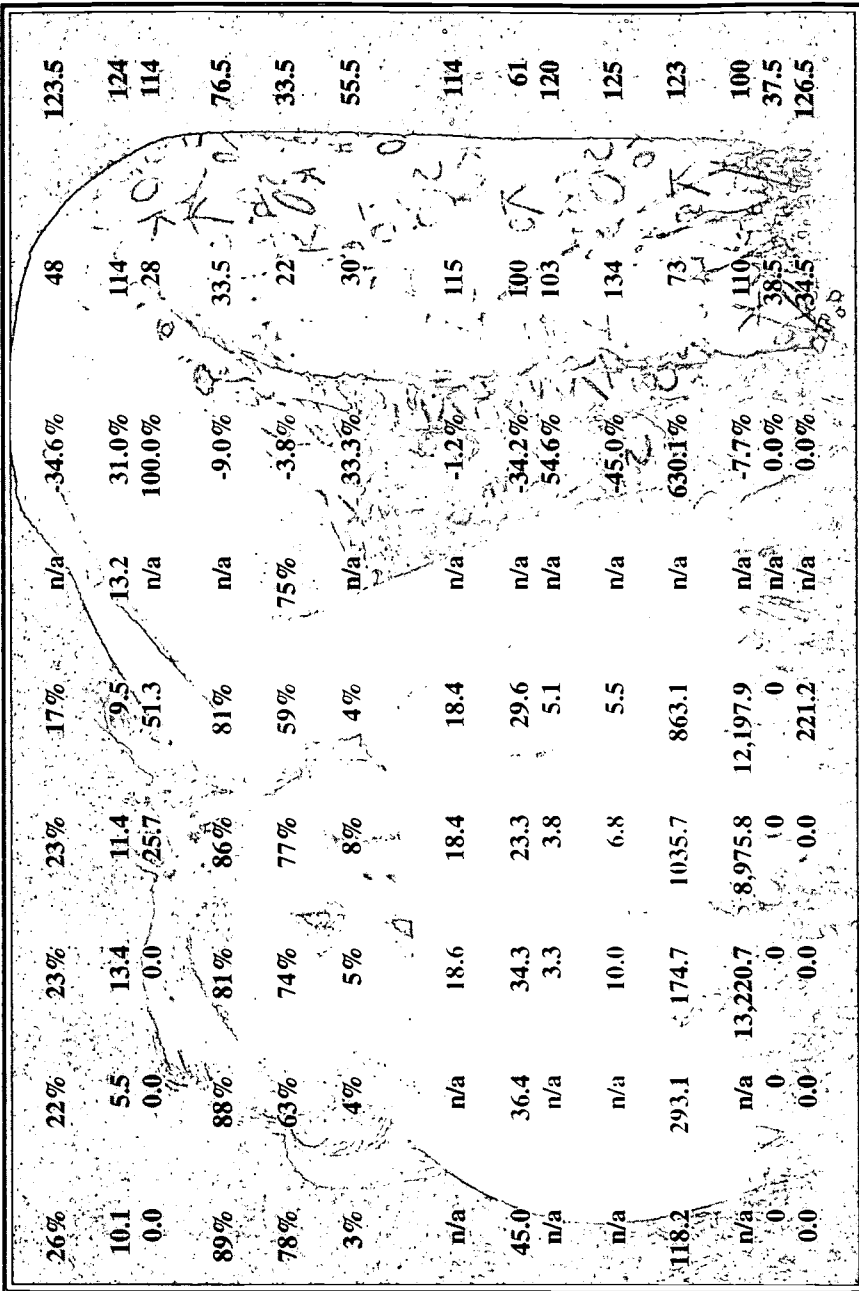 26% 22% 23% 23% 17% n/a -34.6% 48 123.5
10.1 5.5 13.4 11.4 9.5 13.2 31.0% 114 124
0.0 0.0 0.0 25.7 51.3 n/a 100.0% 28 114
89% 88% 81% 86% 81% n/a -9.0% 33.5 76.5
78% 63% 74% 77% 59% 75% -3.8% 22 33.5
3% 4% 5% 8% 4% n/a 33.3% 30 55.5
n/a n/a 18.6 18.4 18.4 n/a -1.2% 115 114
45.0 36.4 34.3 23.3 29.6 n/a -34.2% 100 61
n/a n/a 3.3 3.8 5.1 n/a 54.6% 103 120
n/a n/a 10.0 6.8 5.5 n/a -45.0% 134 125
118.2 293.1 174.7 1035.7 863.1 n/a 630.1% 73 123
n/a n/a 13,220.7 8,975.8 12,197.9 n/a -7.7% 110 100
0 0 0 0 0 n/a 0.0% 38.5 37.5
0.0 0.0 0.0 0.0 221.2 n/a 0.0% 34.5 126.5